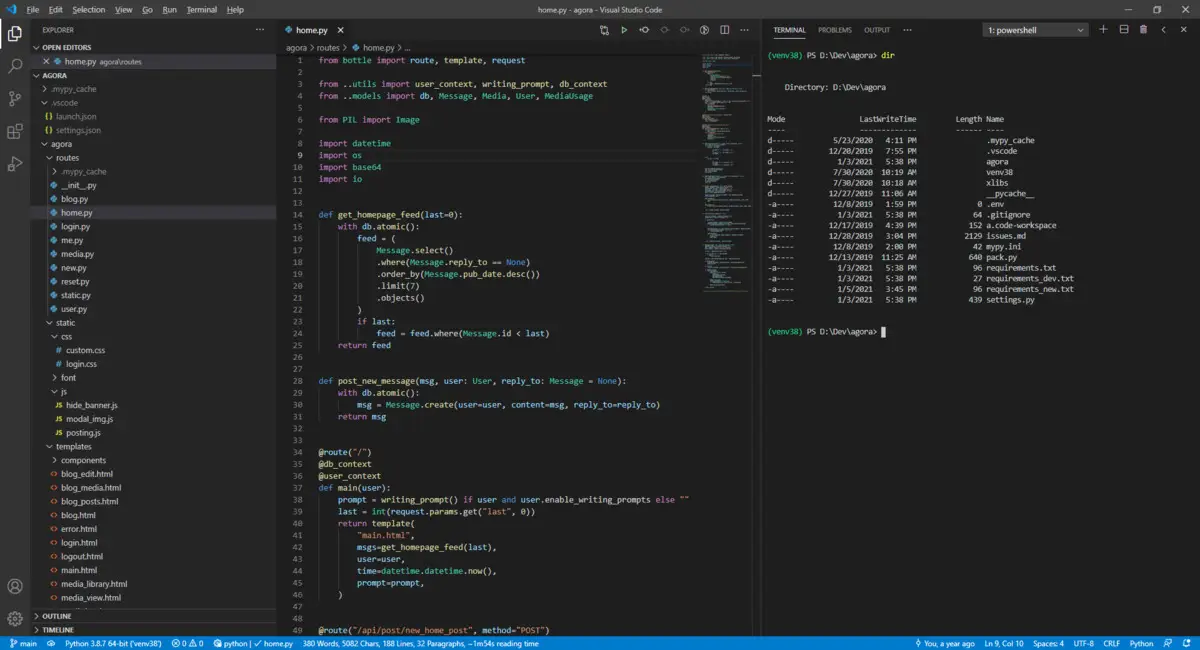 File Edit Selection View Go Run Terminal Help
home.py - agora - Visual Studio Code
EXPLORER
OPEN EDITORS
home.py agora\routes
AGORA
.mypy_cache
.vscode
launch.json
settings.json
agora
routes
.mypy_cache
__init__.py
blog.py
home.py
login.py
me.py
media.py
new.py
reset.py
static.py
user.py
static
css
custom.css
login.css
font
js
hide_banner.js
modal_img.js
posting.js
templates
components
blog_edit.html
blog_media.html
blog_posts.html
blog.html
error.html
login.html
logout.html
main.html
media_library.html
media_view.html
OUTLINE
TIMELINE
home.py
agora > routes > home.py > ...
1 from bottle import route, template, request
2
3 from ..utils import user_context, writing_prompt, db_context
4 from ..models import db, Message, Media, User, MediaUsage
5
6 from PIL import Image
7
8 import datetime
9 import os
10 import base64
11 import io
12
13
14 def get_homepage_feed(last=0):
15 with db.atomic():
16 feed = (
17 Message.select()
18 .where(Message.reply_to == None)
19 .order_by(Message.pub_date.desc())
20 .limit(7)
21 .objects()
22 )
23 if last:
24 feed = feed.where(Message.id < last)
25 return feed
26
27
28 def post_new_message(msg, user: User, reply_to: Message = None):
29 with db.atomic():
30 msg = Message.create(user=user, content=msg, reply_to=reply_to)
31 return msg
32
33
34 @route("/")
35 @db_context
36 @user_context
37 def main(user):
38 prompt = writing_prompt() if user and user.enable_writing_prompts else ""
39 last = int(request.params.get("last", 0))
40 return template(
41 "main.html",
42 msgs=get_homepage_feed(last),
43 user=user,
44 time=datetime.datetime.now(),
45 prompt=prompt,
46 )
47
48
49 @route("/api/post/new_home_post", method="POST")
TERMINAL PROBLEMS OUTPUT ... 1: powershell
(venv38) PS D:\Dev\agora> dir
Directory: D:\Dev\agora
Mode LastWriteTime Length Name
---- ------------- ------ ----
d----- 5/23/2020 4:11 PM .mypy_cache
d----- 12/20/2019 7:55 PM .vscode
d----- 1/3/2021 5:38 PM agora
d----- 7/30/2020 10:19 AM venv38
d----- 7/30/2020 10:18 AM xlibs
d----- 12/27/2019 11:06 AM __pycache__
-a---- 12/8/2019 1:59 PM 0 .env
-a---- 1/3/2021 5:38 PM 64 .gitignore
-a---- 12/17/2019 4:39 PM 152 a.code-workspace
-a---- 12/28/2019 3:04 PM 2129 issues.md
-a---- 12/8/2019 2:00 PM 42 mypy.ini
-a---- 12/13/2019 11:25 AM 640 pack.py
-a---- 1/3/2021 5:38 PM 96 requirements.txt
-a---- 1/3/2021 5:38 PM 27 requirements_dev.txt
-a---- 1/5/2021 3:45 PM 96 requirements_new.txt
-a---- 1/3/2021 5:38 PM 439 settings.py
(venv38) PS D:\Dev\agora>
main Python 3.8.7 64-bit ('venv38') 0 0 python | home.py 380 Words, 5082 Chars, 188 Lines, 32 Paragraphs, ~1m54s reading time You, a year ago Ln 9, Col 10 Spaces: 4 UTF-8 CRLF Python